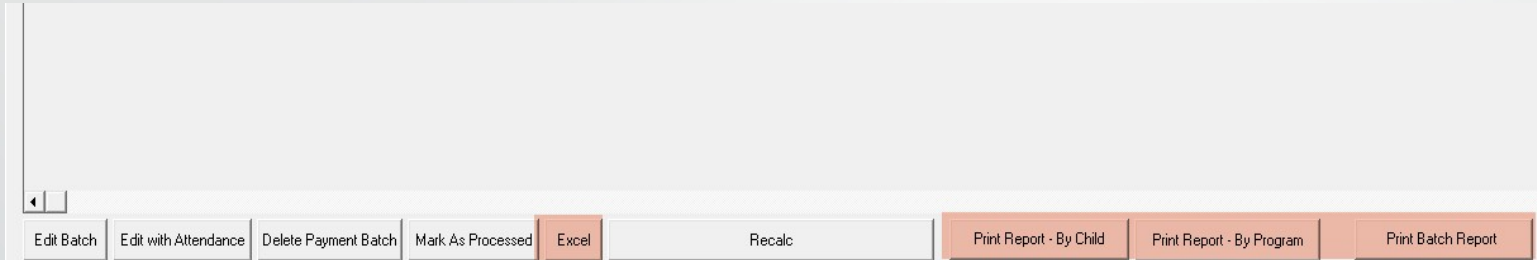 Edit Batch Edit with Attendance Delete Payment Batch Mark As Processed Excel Recalc Print Report - By Child Print Report - By Program Print Batch Report